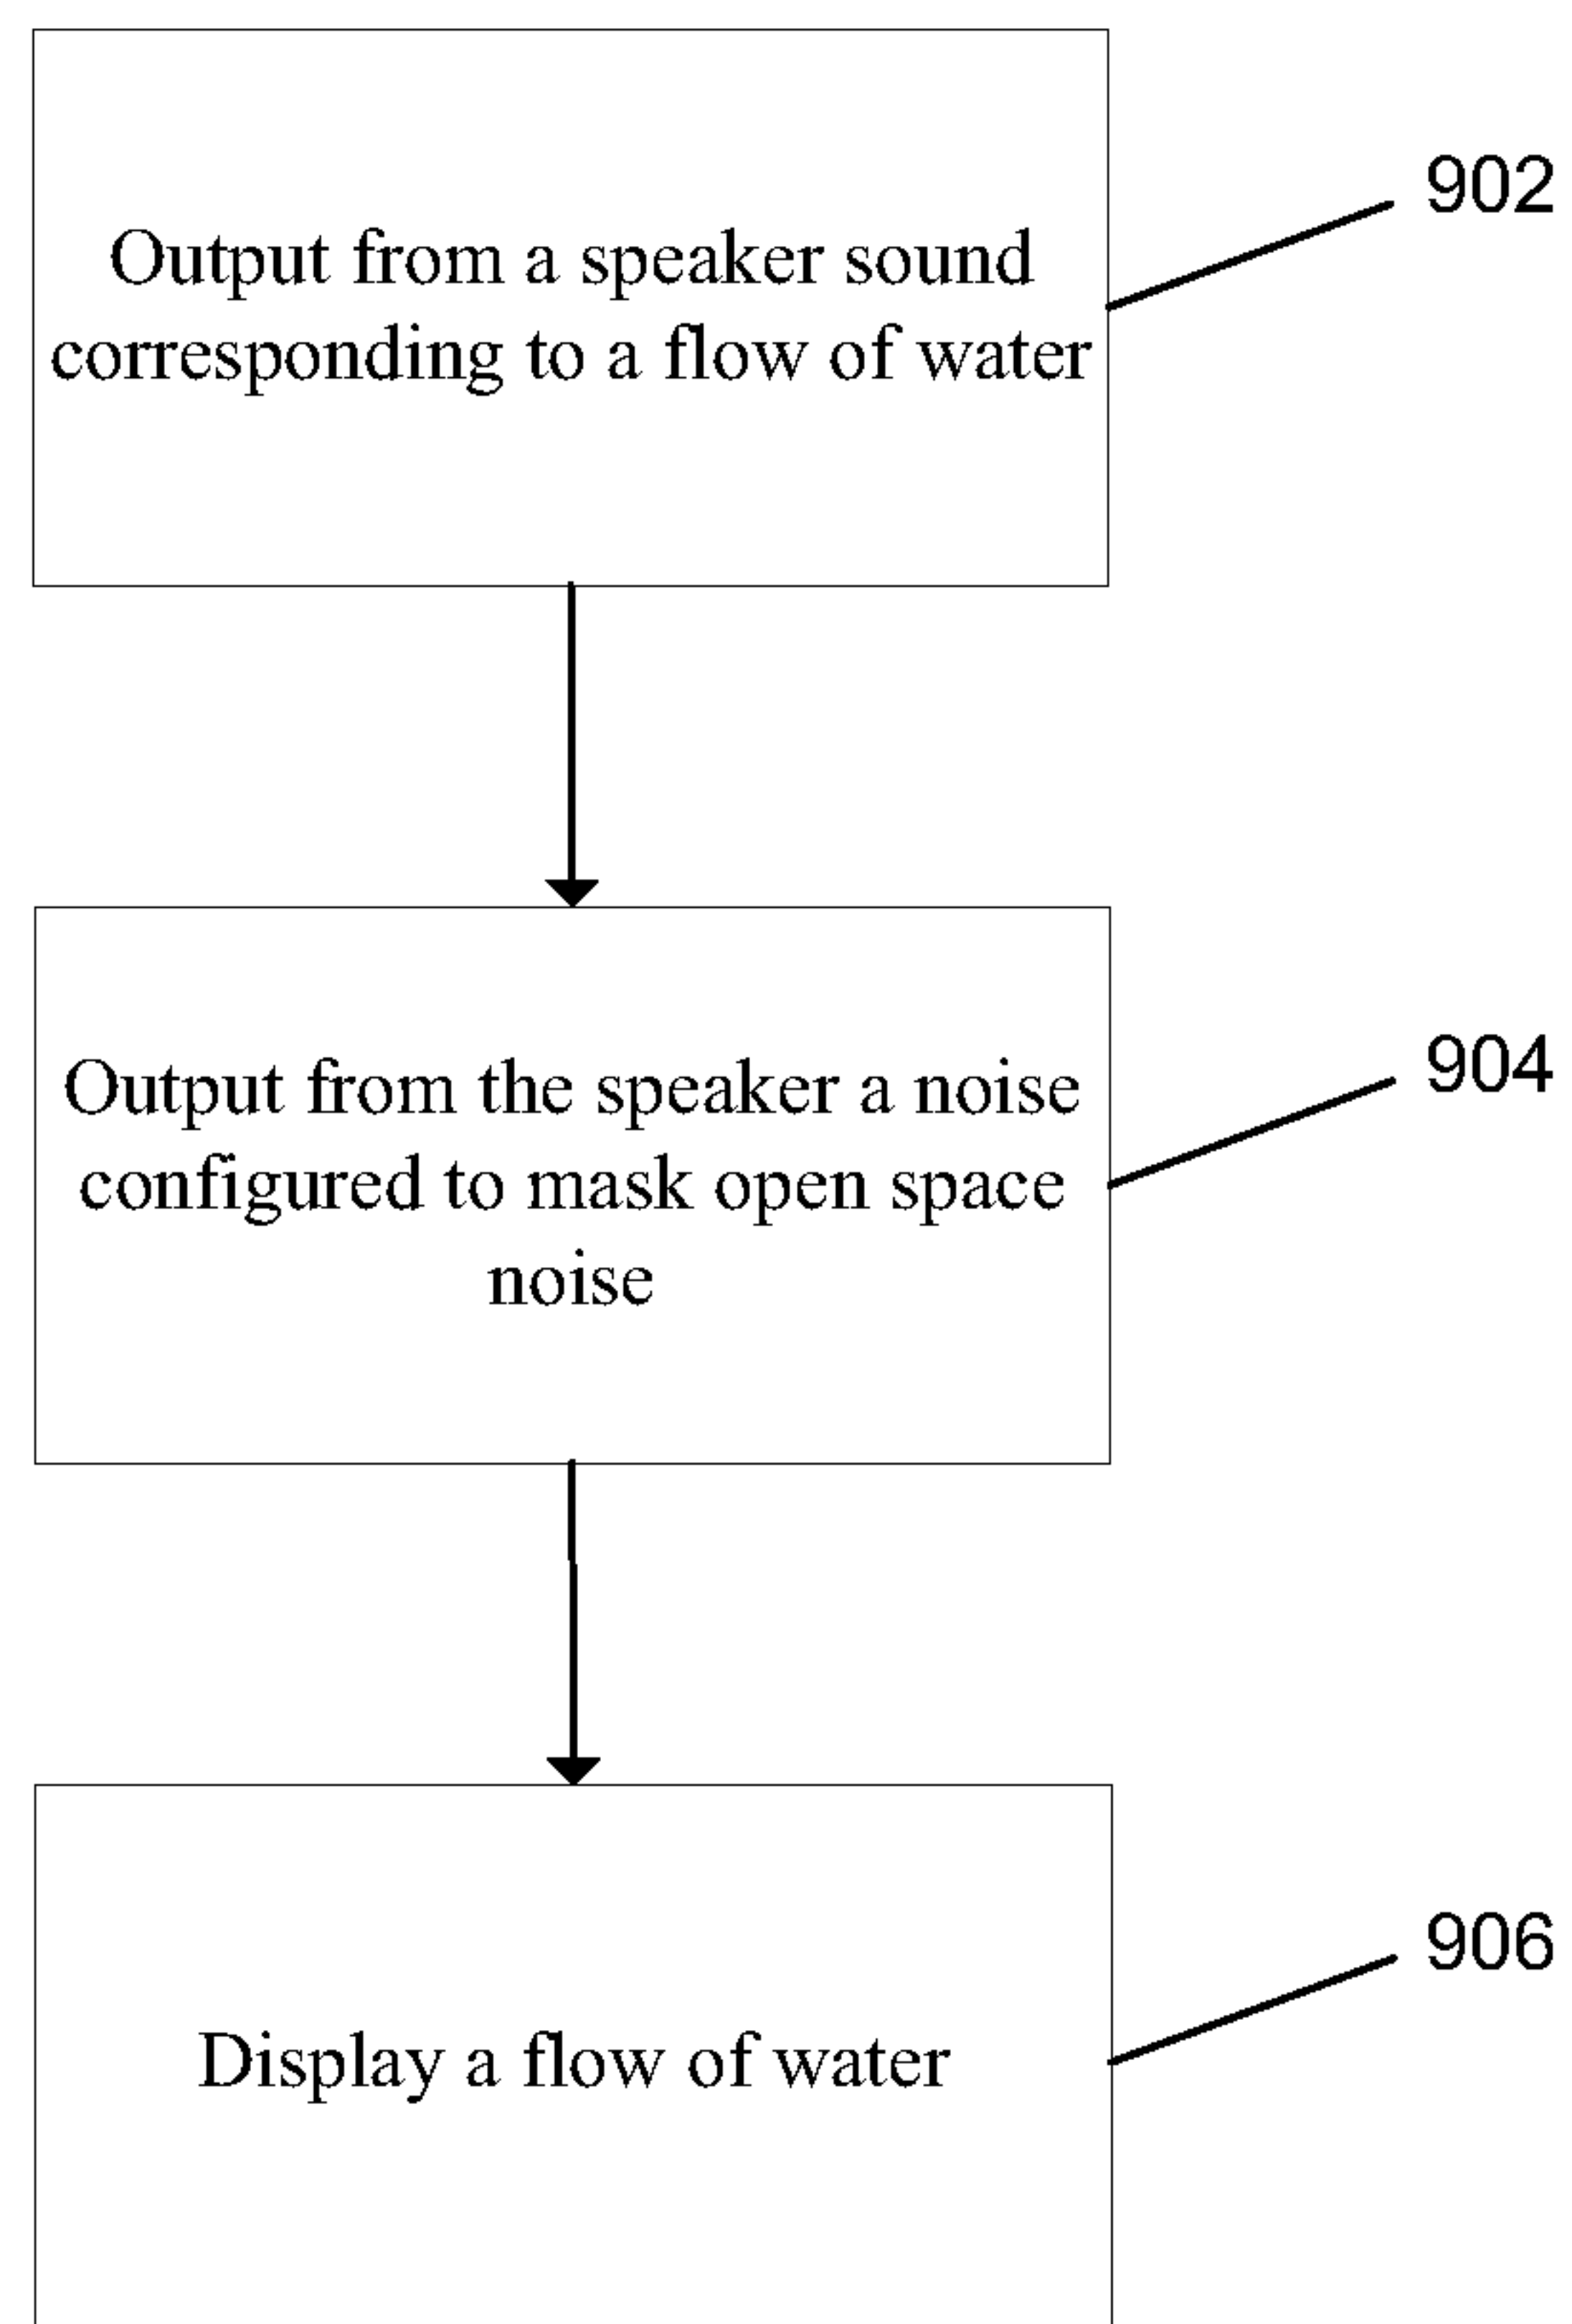 Output from a speaker sound
corresponding to a flow of water
902
Output from the speaker a noise
configured to mask open space
noise
904
Display a flow of water
906